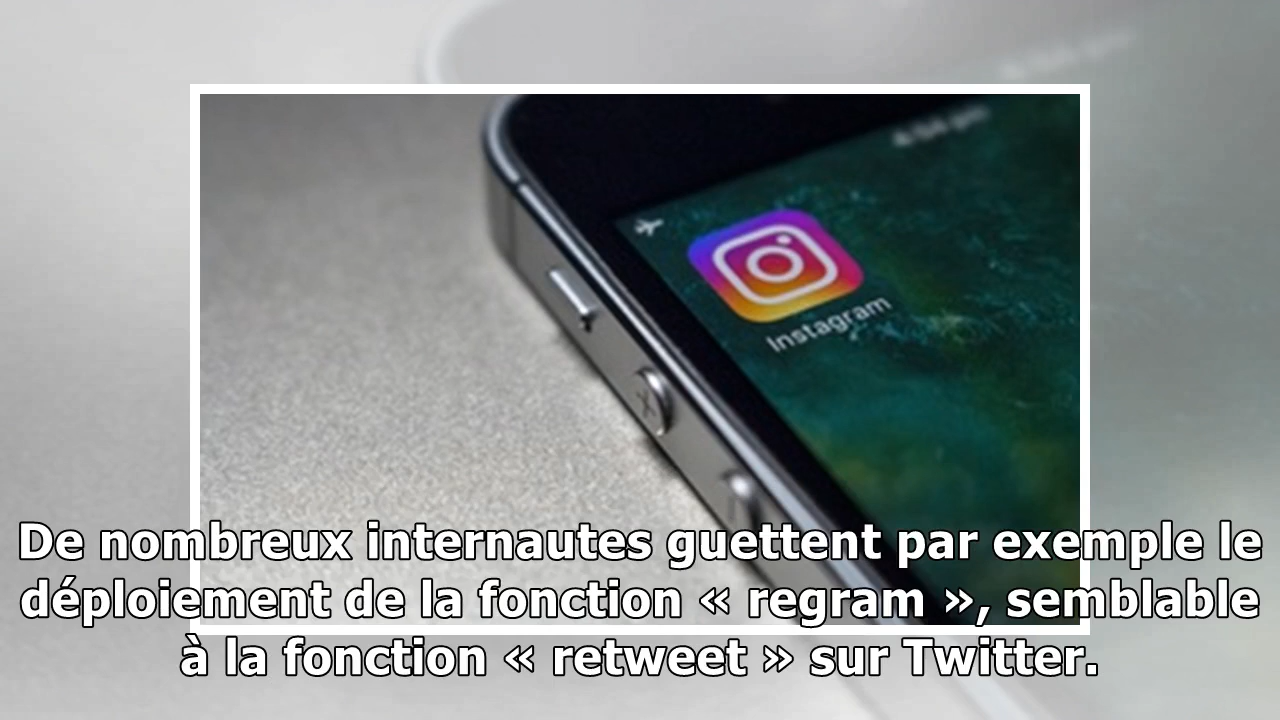 Instagram
De nombreux internautes guettent par exemple le
déploiement de la fonction « regram », semblable
à la fonction « retweet » sur Twitter.